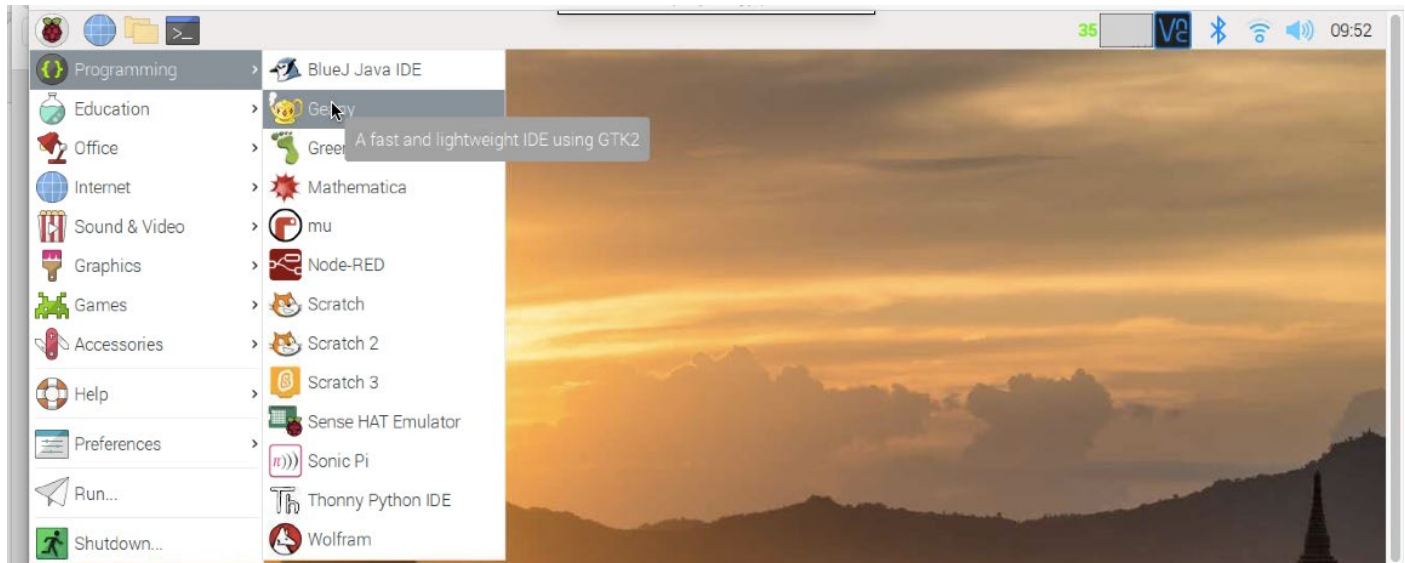 35 VS 09:52
Programming
Education
Office
Internet
Sound & Video
Graphics
Games
Accessories
Help
Preferences
Run...
Shutdown...
BlueJ Java IDE
A fast and lightweight IDE using GTK2
Mathematica
mu
Node-RED
Scratch
Scratch 2
Scratch 3
Sense HAT Emulator
Sonic Pi
Thonny Python IDE
Wolfram